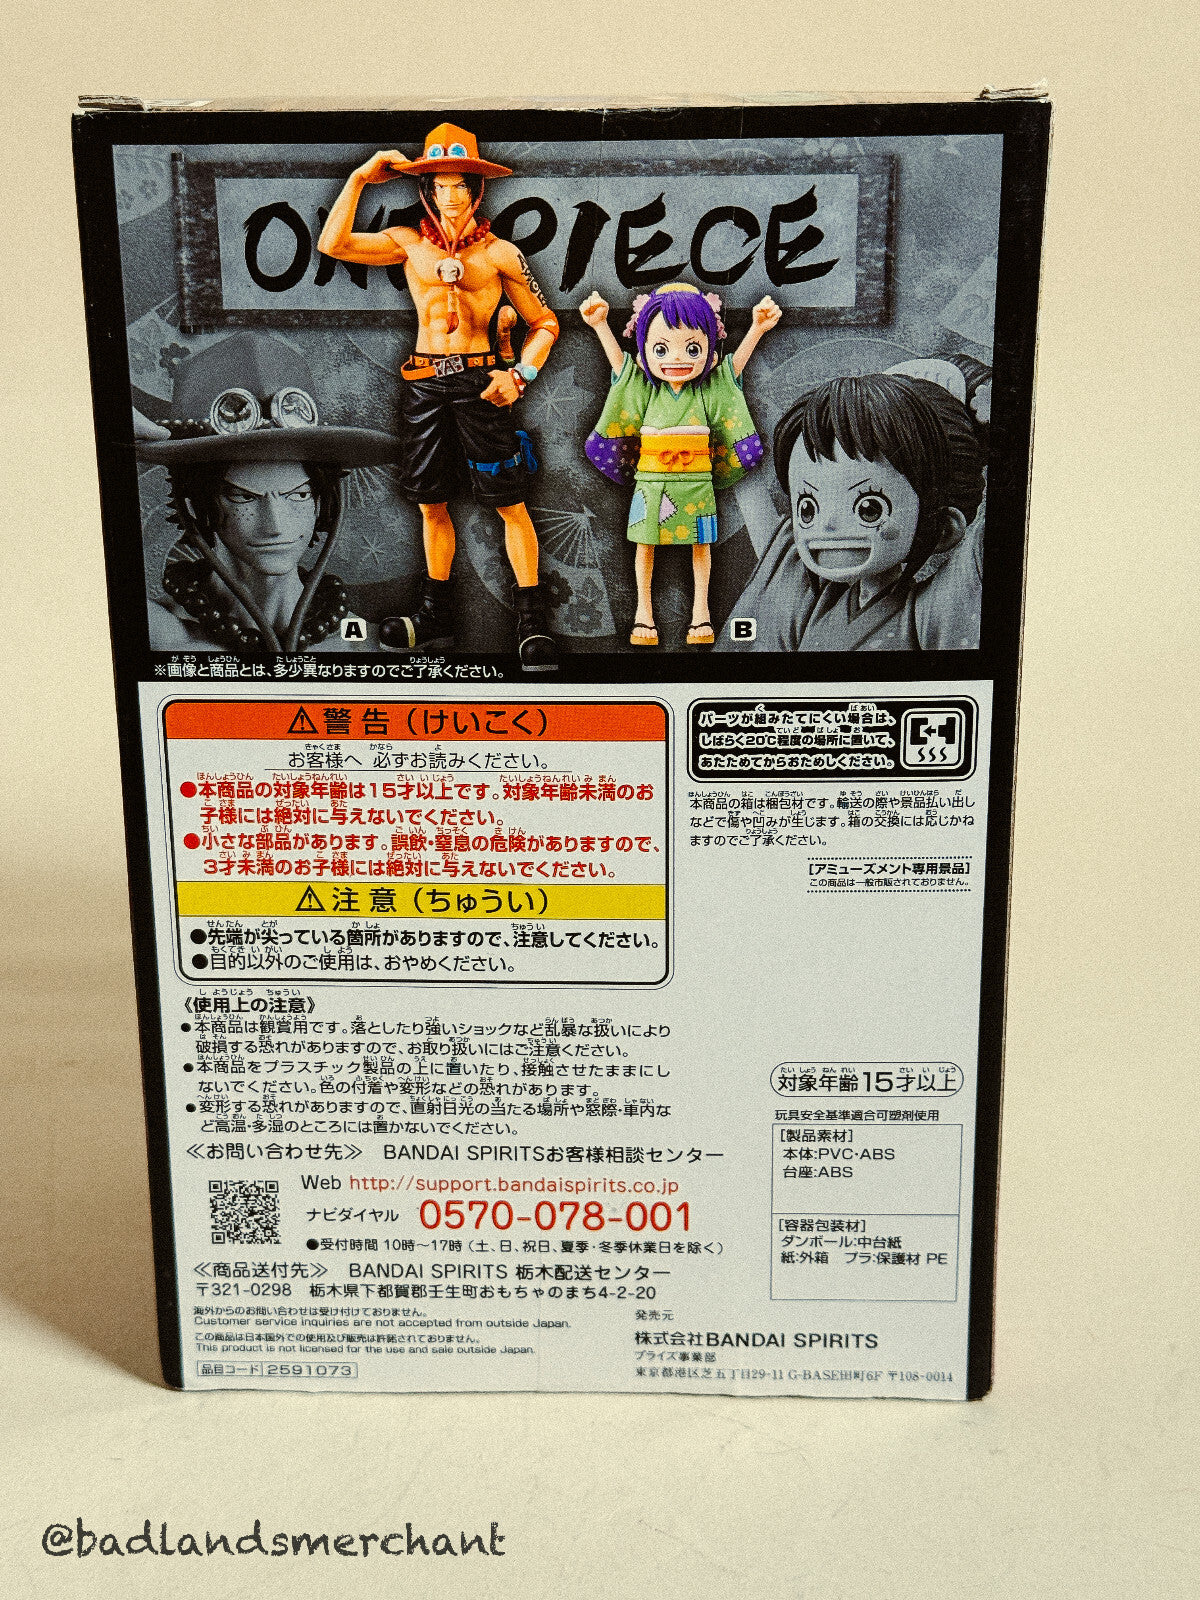 ONE PIECE
A
B
※画像と商品とは、多少異なりますのでご了承ください。
⚠警告（けいこく）
お客様へ 必ずお読みください。
●本商品の対象年齢は15才以上です。対象年齢未満のお
子様には絶対に与えないでください。
●小さな部品があります。誤飲・窒息の危険がありますので、
3才未満のお子様には絶対に与えないでください。
⚠注意（ちゅうい）
●先端が尖っている箇所がありますので、注意してください。
●目的以外のご使用は、おやめください。
パーツが組みたてにくい場合は、
しばらく20℃程度の場所に置いて、
あたためてからおためしください。
本商品の箱は梱包材です。輸送の際や景品払い出し
などで傷や凹みが生じます。箱の交換には応じかね
ますのでご了承ください。
[アミューズメント専用景品]
この商品は一般市販されておりません。
《使用上の注意》
●本商品は観賞用です。落としたり強いショックなど乱暴な扱いにより
破損する恐れがありますので、お取り扱いにはご注意ください。
●本商品をプラスチック製品の上に置いたり、接触させたままにし
ないでください。色の付着や変形などの恐れがあります。
●変形する恐れがありますので、直射日光の当たる場所や窓際・車内な
ど高温・多湿のところには置かないでください。
≪お問い合わせ先≫ BANDAI SPIRITSお客様相談センター
Web http://support.bandaispirits.co.jp
ナビダイヤル 0570-078-001
●受付時間 10時～17時（土、日、祝日、夏季・冬季休業日を除く）
≪商品送付先≫ BANDAI SPIRITS 栃木配送センター
〒321-0298 栃木県下都賀郡壬生町おもちゃのまち4-2-20
海外からのお問い合わせは受け付けておりません。
Customer service inquiries are not accepted from outside Japan.
この商品は日本国外での使用及び販売は許諾されておりません。
This product is not licensed for the use and sale outside Japan.
品目コード 2591073
対象年齢15才以上
玩具安全基準適合可塑剤使用
[製品素材]
本体:PVC・ABS
台座:ABS
[容器包装材]
ダンボール:中台紙
紙:外箱 プラ:保護材 PE
発売元
株式会社BANDAI SPIRITS
プライズ事業部
東京都港区芝五丁目29-11 G-BASE田町6F 〒108-0014
@badlandsmerchant